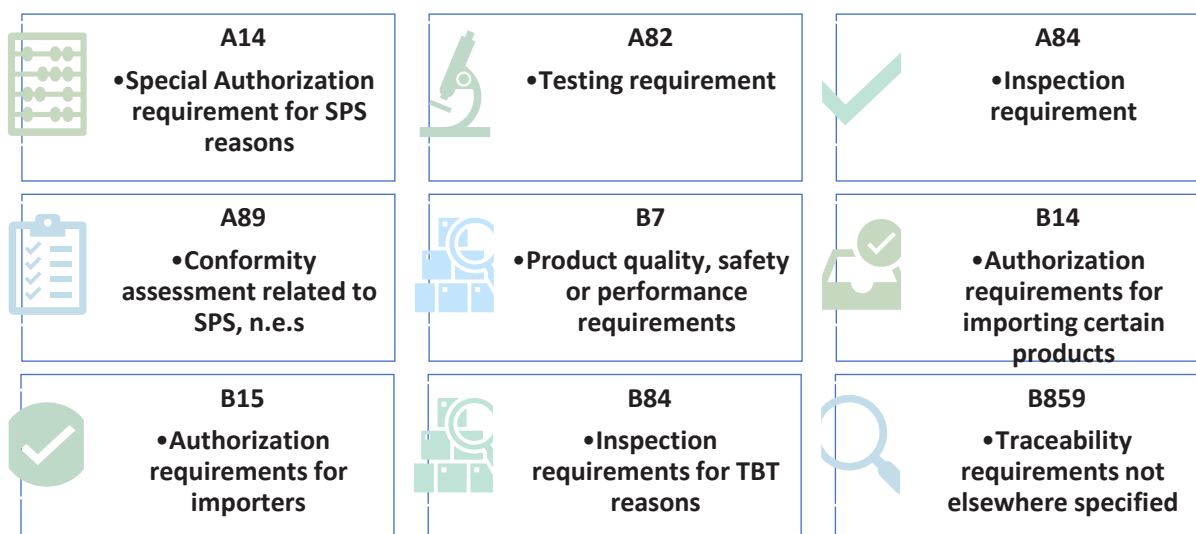 A14
•Special Authorization
requirement for SPS
reasons
A82
•Testing requirement
A84
•Inspection
requirement
A89
•Conformity
assessment related to
SPS, n.e.s
B7
•Product quality, safety
or performance
requirements
B14
•Authorization
requirements for
importing certain
products
B15
•Authorization
requirements for
importers
B84
•Inspection
requirements for TBT
reasons
B859
•Traceability
requirements not
elsewhere specified